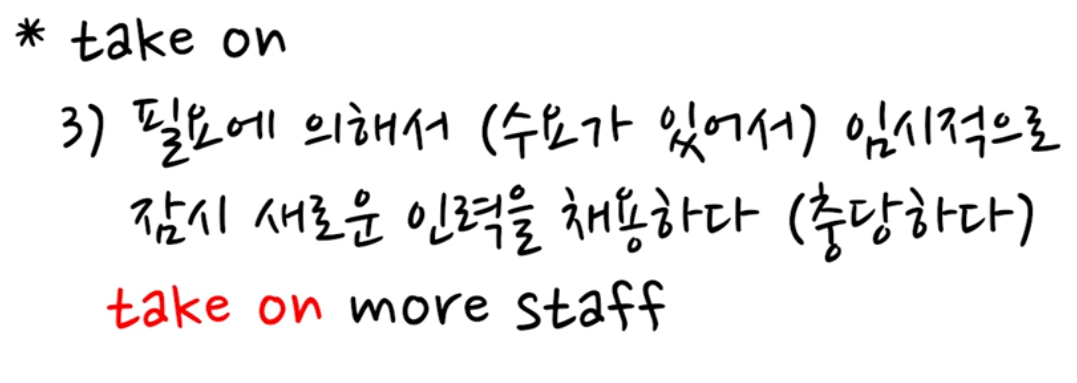 * take on
3) 필요에 의해서 (수요가 있어서) 임시적으로
잠시 새로운 인력을 채용하다 (충당하다)
take on more staff